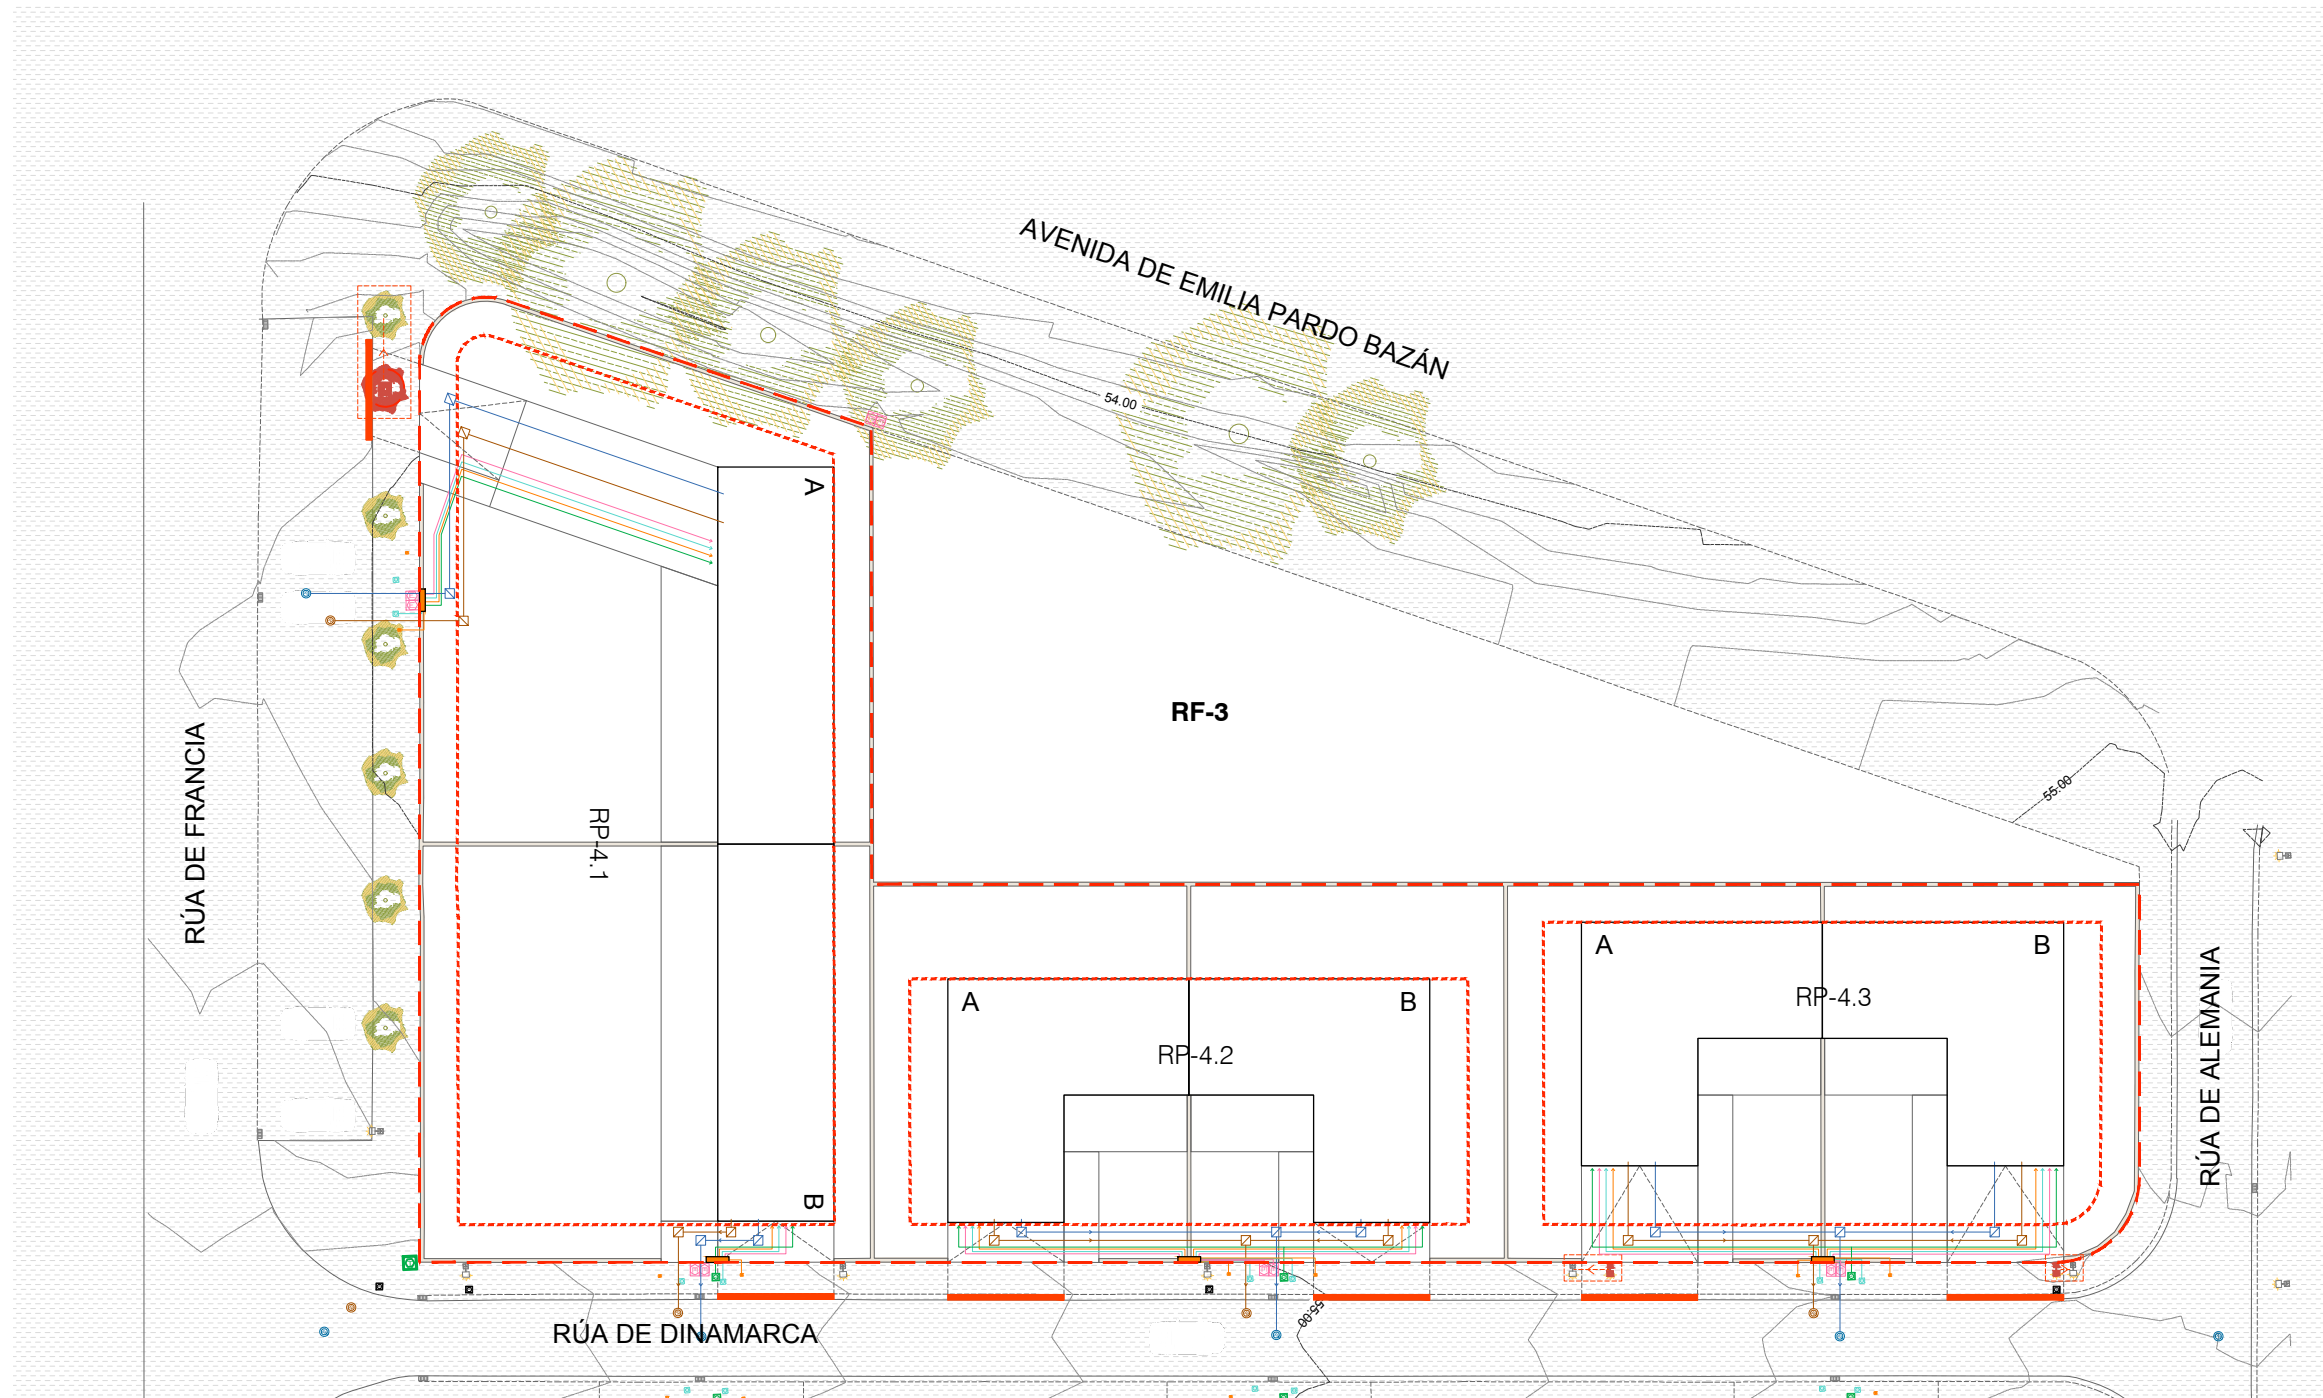 AVENIDA DE EMILIA PARDO BAZÁN
54.00
A
RF-3
RÚA DE FRANCIA
RP-4.1
55.00
A
B
RP-4.3
A
B
RP-4.2
RÚA DE ALEMANIA
B
55.00
RÚA DE DINAMARCA